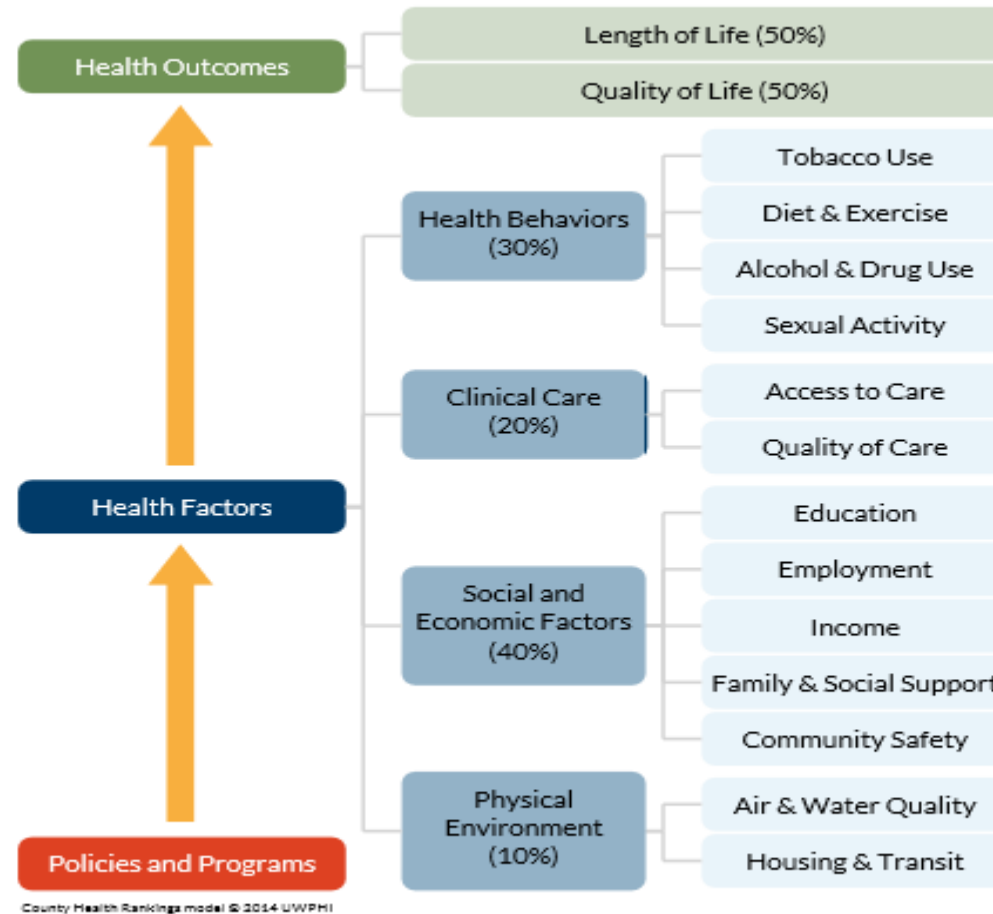 Health Outcomes
Length of Life (50%)
Quality of Life (50%)
Health Factors
Health Behaviors
(30%)
Tobacco Use
Diet & Exercise
Alcohol & Drug Use
Sexual Activity
Clinical Care
(20%)
Access to Care
Quality of Care
Social and
Economic Factors
(40%)
Education
Employment
Income
Family & Social Support
Community Safety
Physical
Environment
(10%)
Air & Water Quality
Housing & Transit
Policies and Programs
County Health Rankings model © 2014 UWPHI